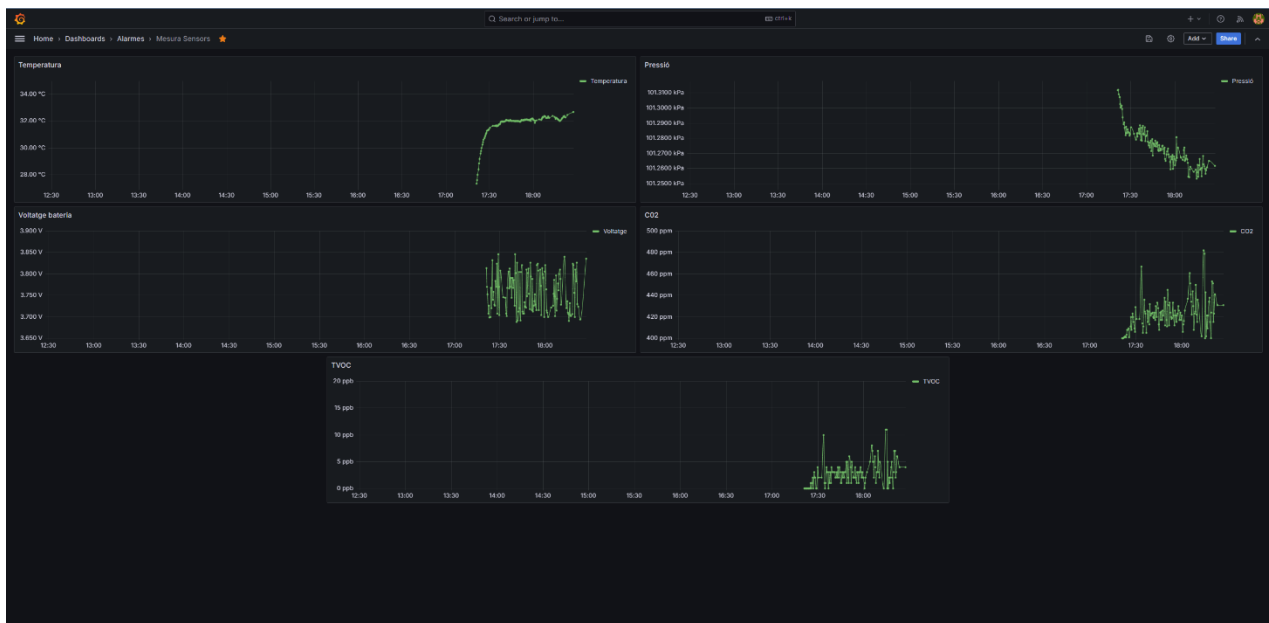 Search or jump to...
ctrl+k
Home › Dashboards › Alarmes › Mesura Sensors
Add
Share
Temperatura
Temperatura
34.00 °C
32.00 °C
30.00 °C
28.00 °C
12:30 13:00 13:30 14:00 14:30 15:00 15:30 16:00 16:30 17:00 17:30 18:00
Pressió
Pressió
101.3100 kPa
101.3000 kPa
101.2900 kPa
101.2800 kPa
101.2700 kPa
101.2600 kPa
101.2500 kPa
12:30 13:00 13:30 14:00 14:30 15:00 15:30 16:00 16:30 17:00 17:30 18:00
Voltatge bateria
Voltatge
3.900 V
3.850 V
3.800 V
3.750 V
3.700 V
3.650 V
12:30 13:00 13:30 14:00 14:30 15:00 15:30 16:00 16:30 17:00 17:30 18:00
CO2
CO2
500 ppm
480 ppm
460 ppm
440 ppm
420 ppm
400 ppm
12:30 13:00 13:30 14:00 14:30 15:00 15:30 16:00 16:30 17:00 17:30 18:00
TVOC
TVOC
20 ppb
15 ppb
10 ppb
5 ppb
0 ppb
12:30 13:00 13:30 14:00 14:30 15:00 15:30 16:00 16:30 17:00 17:30 18:00